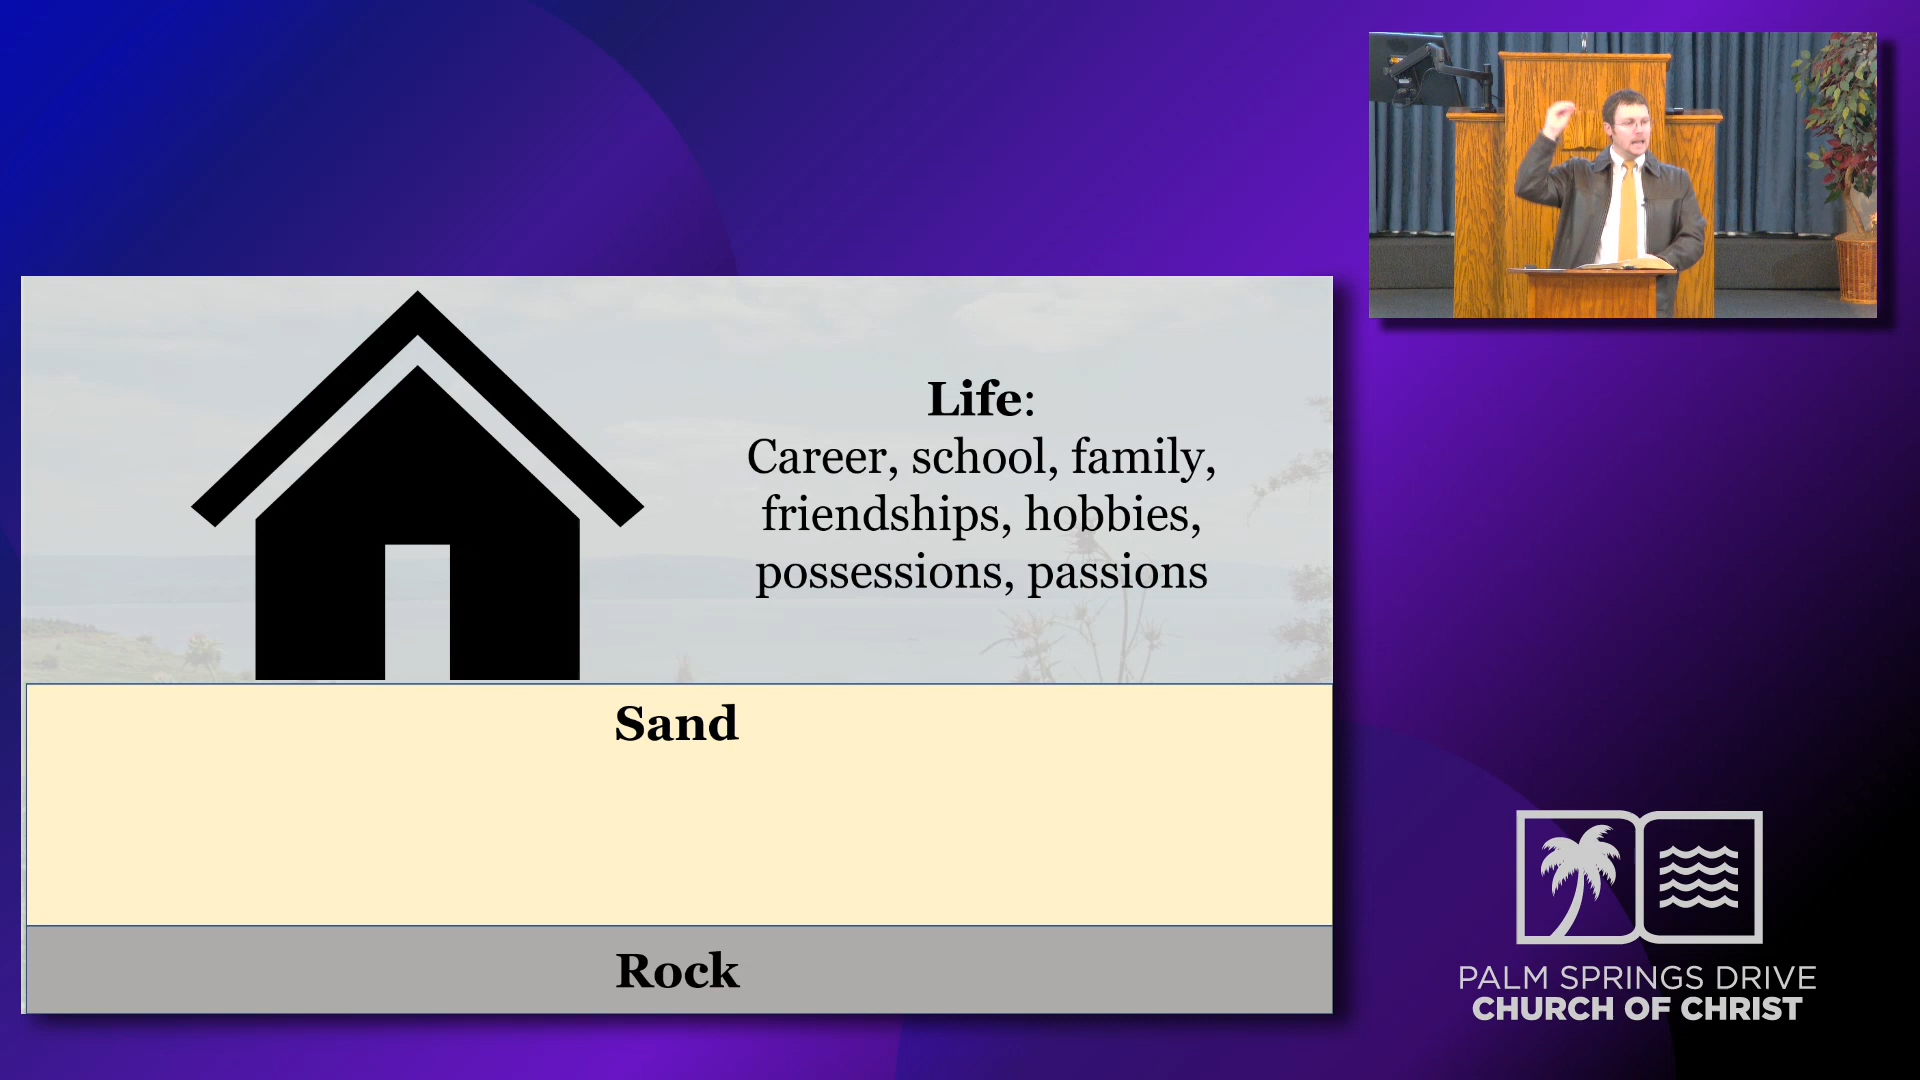 Life:
Career, school, family,
friendships, hobbies,
possessions, passions
Sand
Rock
PALM SPRINGS DRIVE
CHURCH OF CHRIST